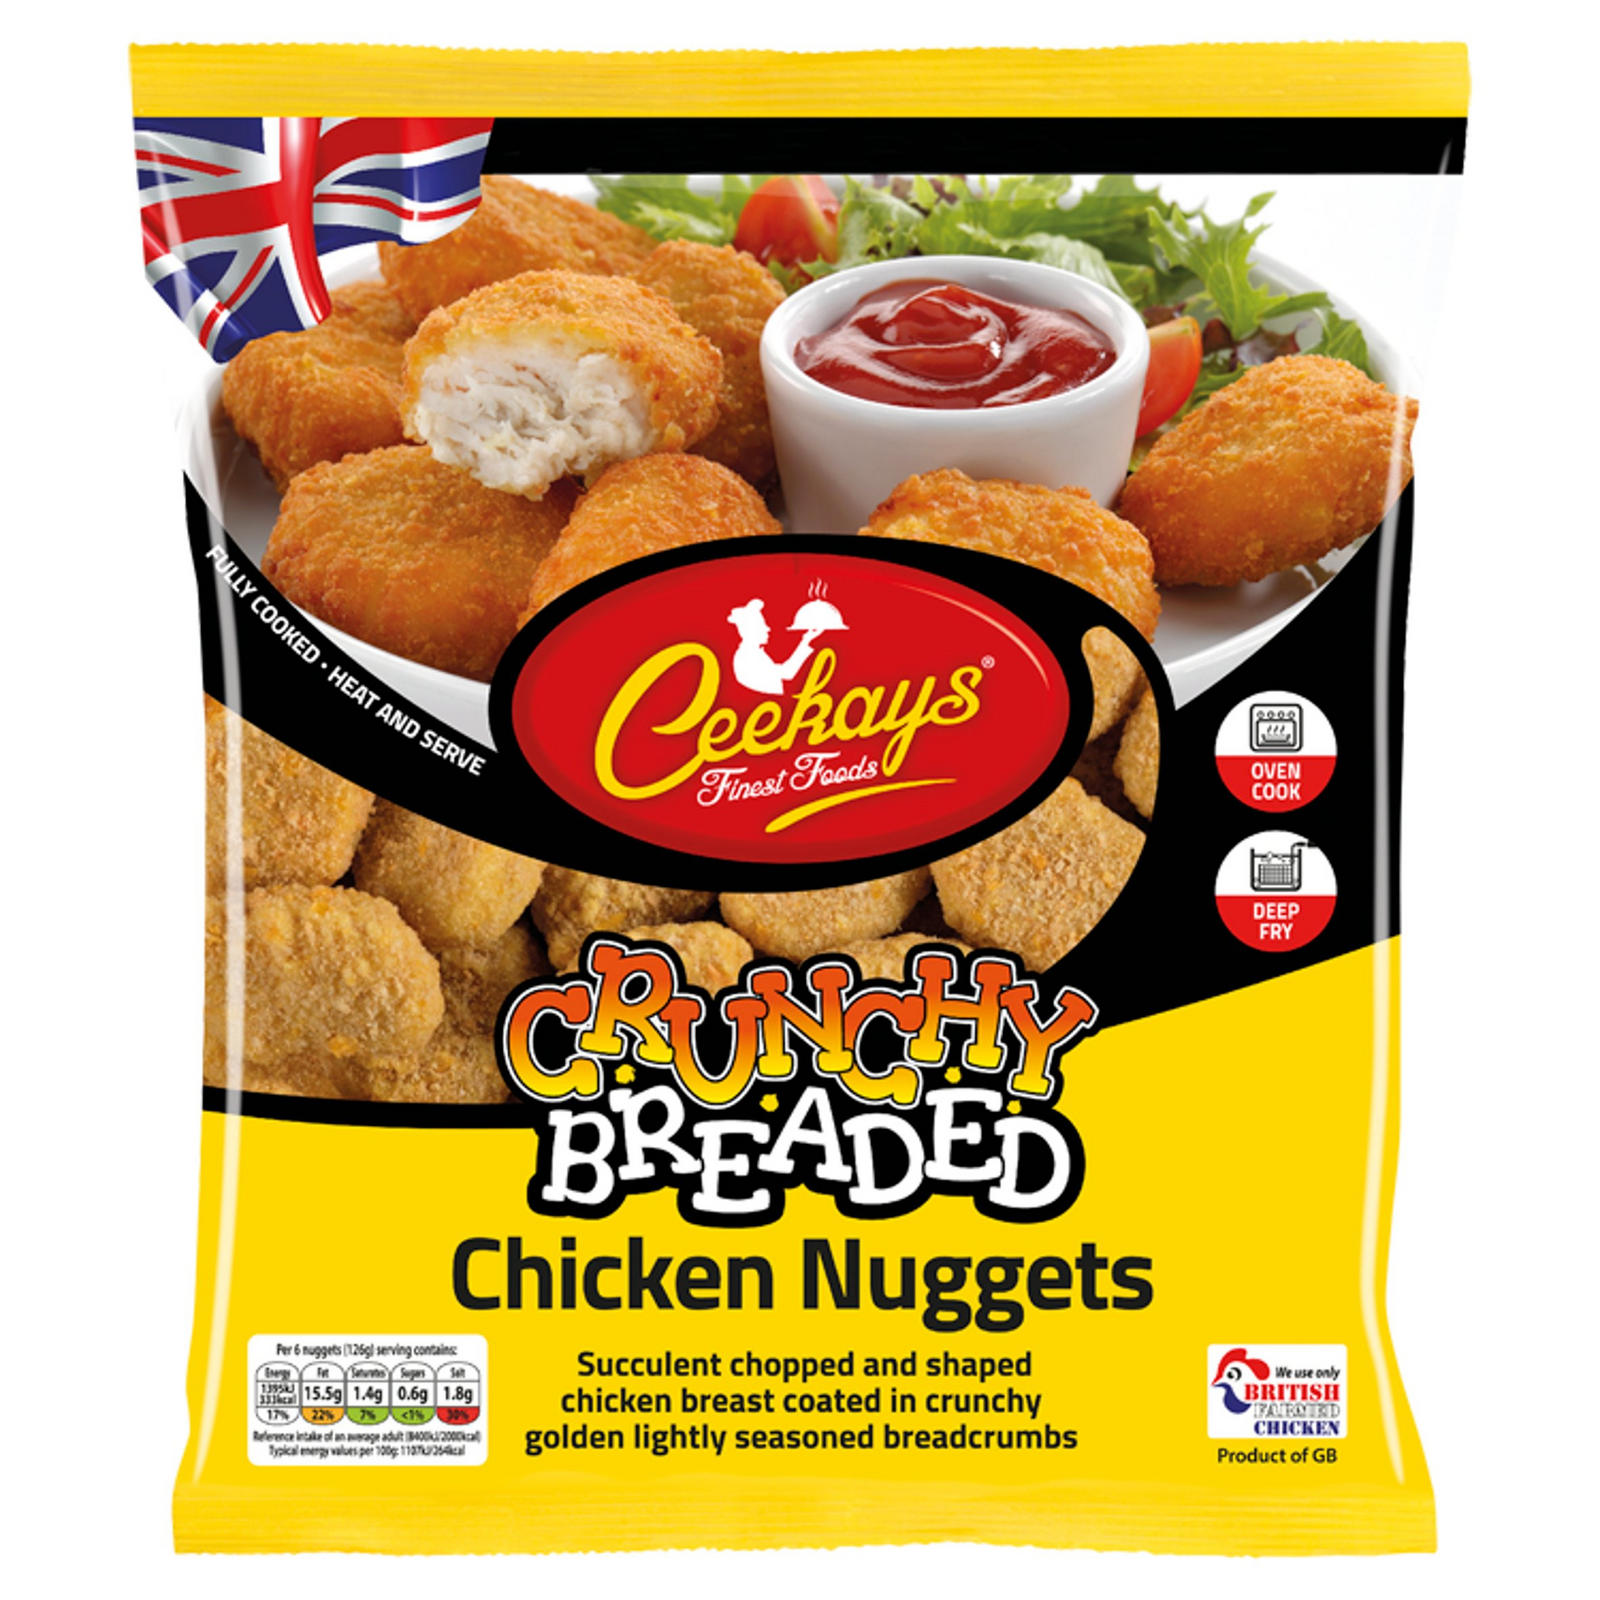 FULLY COOKED • HEAT AND SERVE
Ceekays®
Finest Foods
OVEN
COOK
DEEP
FRY
CRUNCHY
BREADED
Chicken Nuggets
Succulent chopped and shaped
chicken breast coated in crunchy
golden lightly seasoned breadcrumbs
Per 6 nuggets (126g) serving contains:
Energy Fat Saturates Sugars Salt
1395kJ
333kcal 15.5g 1.4g 0.6g 1.8g
17% 22% 7% <1% 30%
Reference intake of an average adult (8400kJ/2000kcal)
Typical energy values per 100g: 1107kJ/264kcal
We use only
BRITISH
FARMED
CHICKEN
Product of GB